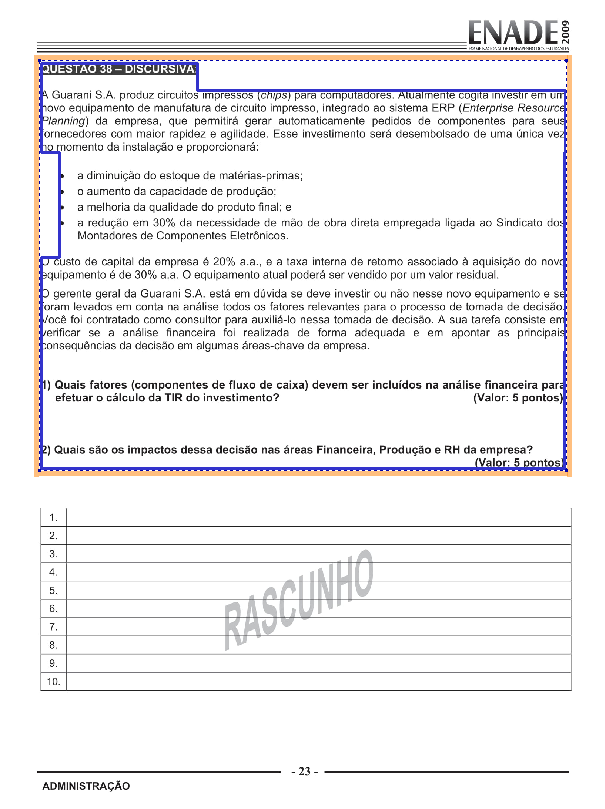 ENADE 2009
EXAME NACIONAL DE DESEMPENHO DOS ESTUDANTES
QUESTÃO 38 – DISCURSIVA
A Guarani S.A. produz circuitos impressos (chips) para computadores. Atualmente cogita investir em um
novo equipamento de manufatura de circuito impresso, integrado ao sistema ERP (Enterprise Resource
Planning) da empresa, que permitirá gerar automaticamente pedidos de componentes para seus
fornecedores com maior rapidez e agilidade. Esse investimento será desembolsado de uma única vez
no momento da instalação e proporcionará:
• a diminuição do estoque de matérias-primas;
• o aumento da capacidade de produção;
• a melhoria da qualidade do produto final; e
• a redução em 30% da necessidade de mão de obra direta empregada ligada ao Sindicato dos
Montadores de Componentes Eletrônicos.
O custo de capital da empresa é 20% a.a., e a taxa interna de retorno associado à aquisição do novo
equipamento é de 30% a.a. O equipamento atual poderá ser vendido por um valor residual.
O gerente geral da Guarani S.A. está em dúvida se deve investir ou não nesse novo equipamento e se
foram levados em conta na análise todos os fatores relevantes para o processo de tomada de decisão.
Você foi contratado como consultor para auxiliá-lo nessa tomada de decisão. A sua tarefa consiste em
verificar se a análise financeira foi realizada de forma adequada e em apontar as principais
consequências da decisão em algumas áreas-chave da empresa.
1) Quais fatores (componentes de fluxo de caixa) devem ser incluídos na análise financeira para
efetuar o cálculo da TIR do investimento? (Valor: 5 pontos)
2) Quais são os impactos dessa decisão nas áreas Financeira, Produção e RH da empresa?
(Valor: 5 pontos)
1.
2.
3.
4.
5.
6.
7.
8.
9.
10.
RASCUNHO
- 23 -
ADMINISTRAÇÃO